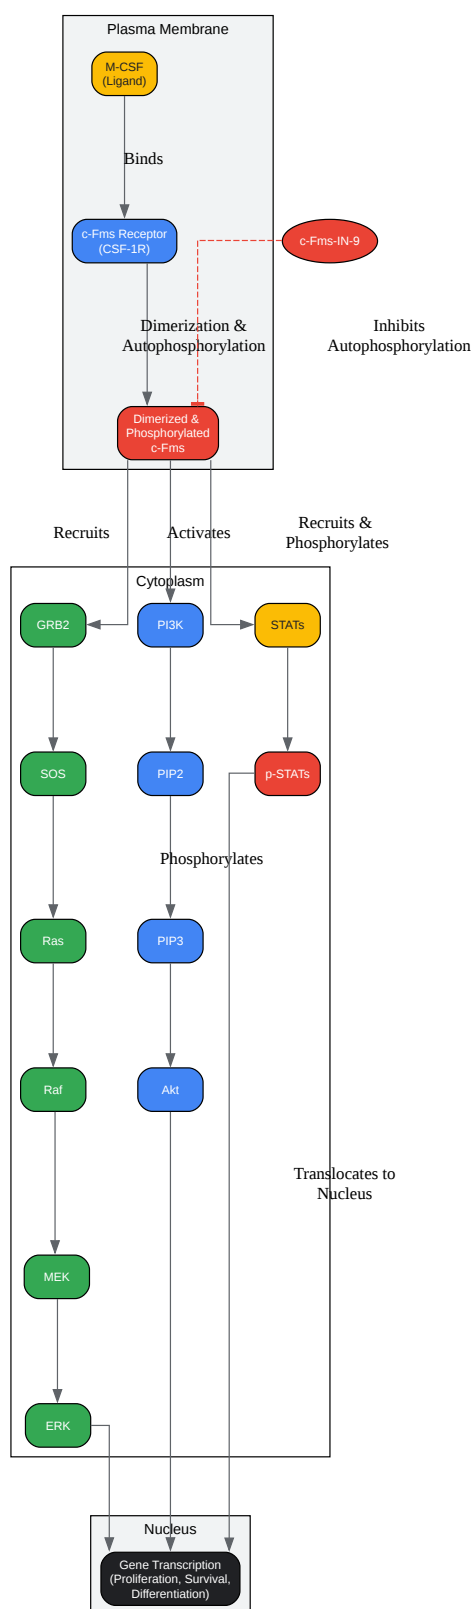 Plasma Membrane
M-CSF
(Ligand)
Binds
c-Fms Receptor
(CSF-1R)
c-Fms-IN-9
Dimerization &
Autophosphorylation
Inhibits
Autophosphorylation
Dimerized &
Phosphorylated
c-Fms
Recruits
Activates
Recruits &
Phosphorylates
Cytoplasm
GRB2
PI3K
STATs
SOS
PIP2
p-STATs
Phosphorylates
Ras
PIP3
Raf
Akt
Translocates to
Nucleus
MEK
ERK
Nucleus
Gene Transcription
(Proliferation, Survival,
Differentiation)